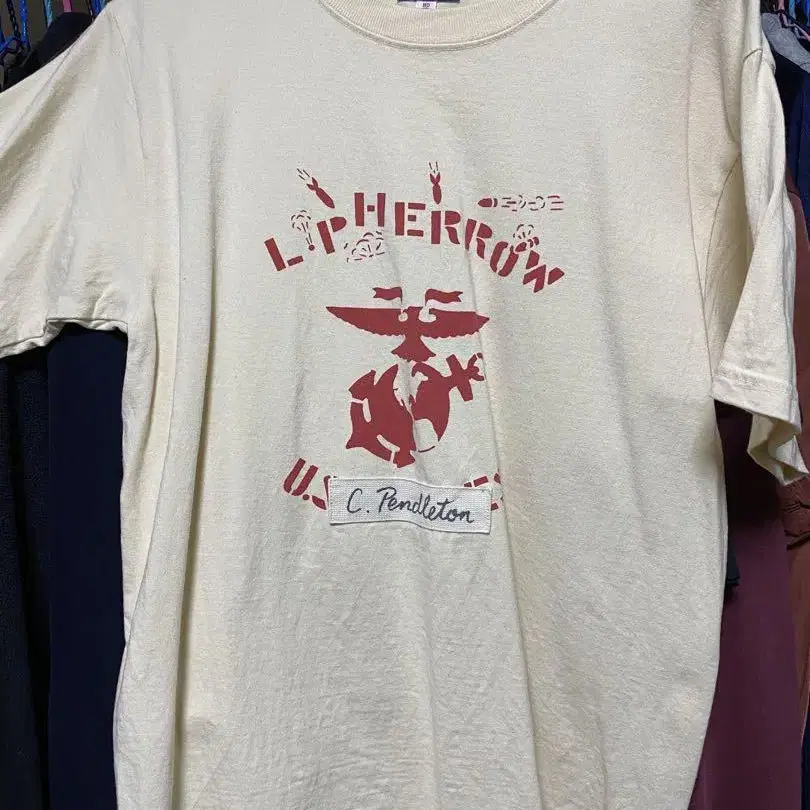 L.PHERROW
U.S
C. Pendleton